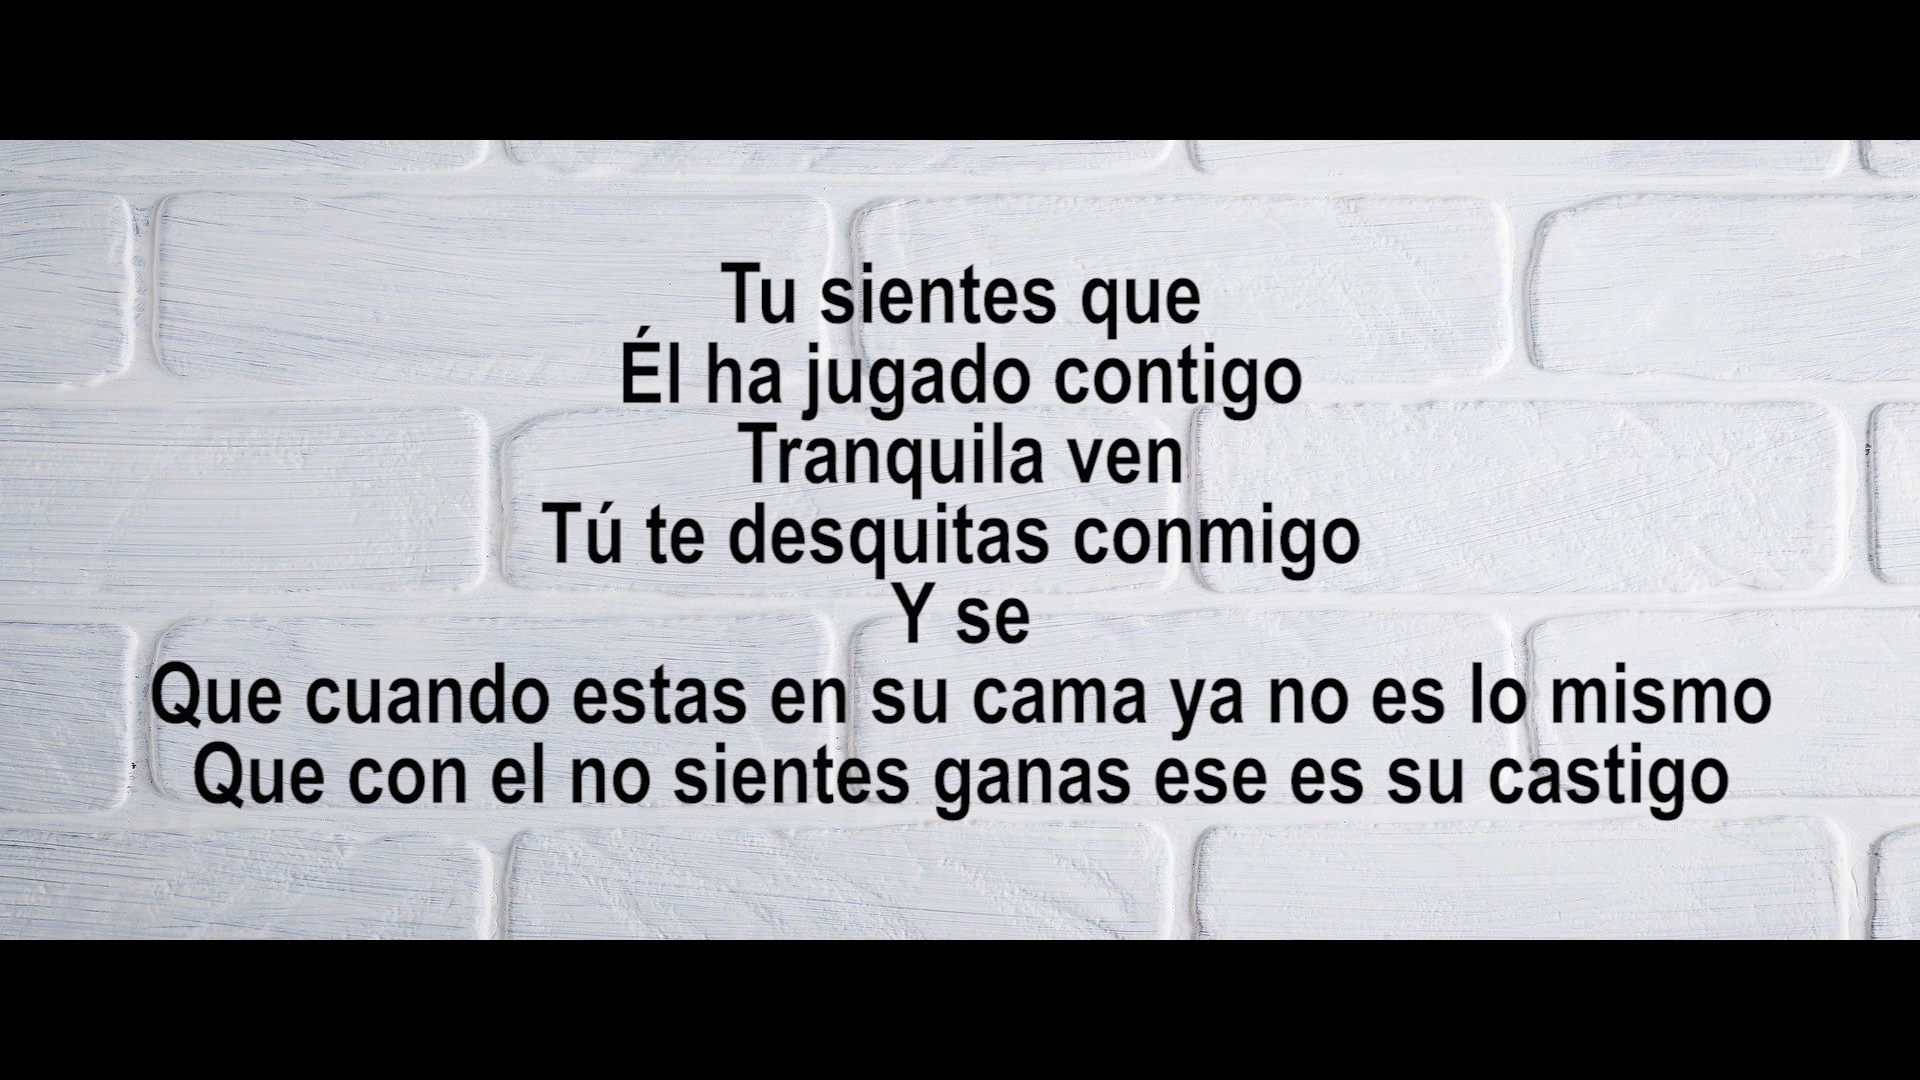 Tu sientes que
Él ha jugado contigo
Tranquila ven
Tú te desquitas conmigo
Y se
Que cuando estas en su cama ya no es lo mismo
Que con el no sientes ganas ese es su castigo